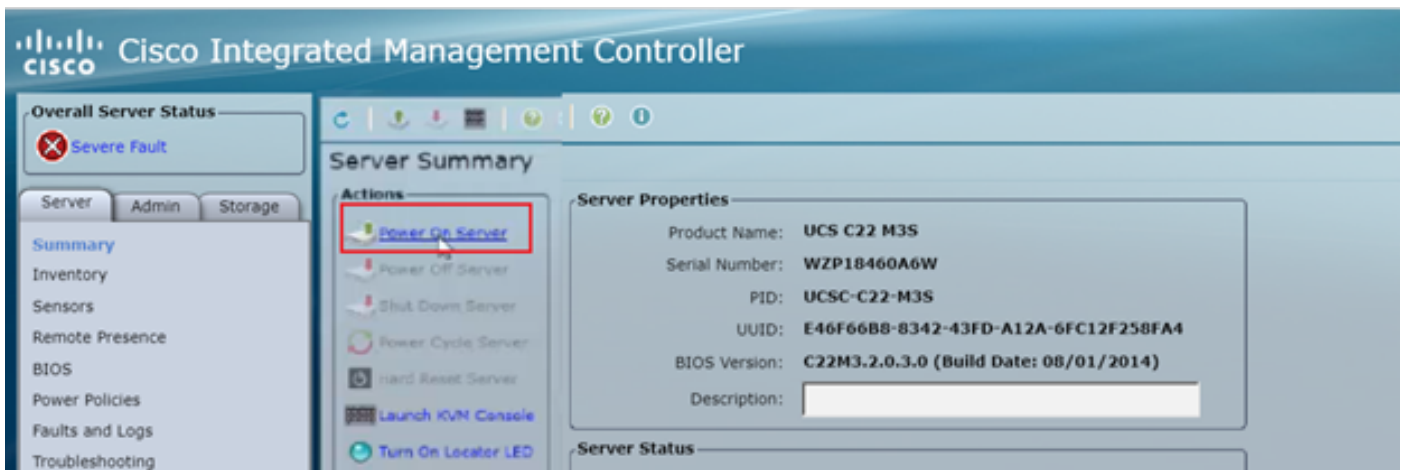 CISCO
Cisco Integrated Management Controller
Overall Server Status
Severe Fault
Server
Admin
Storage
Summary
Inventory
Sensors
Remote Presence
BIOS
Power Policies
Faults and Logs
Troubleshooting
Server Summary
Actions
Power On Server
Power Off Server
Shut Down Server
Power Cycle Server
Hard Reset Server
Launch KVM Console
Turn On Locator LED
Server Properties
Product Name: UCS C22 M3S
Serial Number: WZP18460A6W
PID: UCSC-C22-M3S
UUID: E46F66B8-8342-43FD-A12A-6FC12F258FA4
BIOS Version: C22M3.2.0.3.0 (Build Date: 08/01/2014)
Description:
Server Status